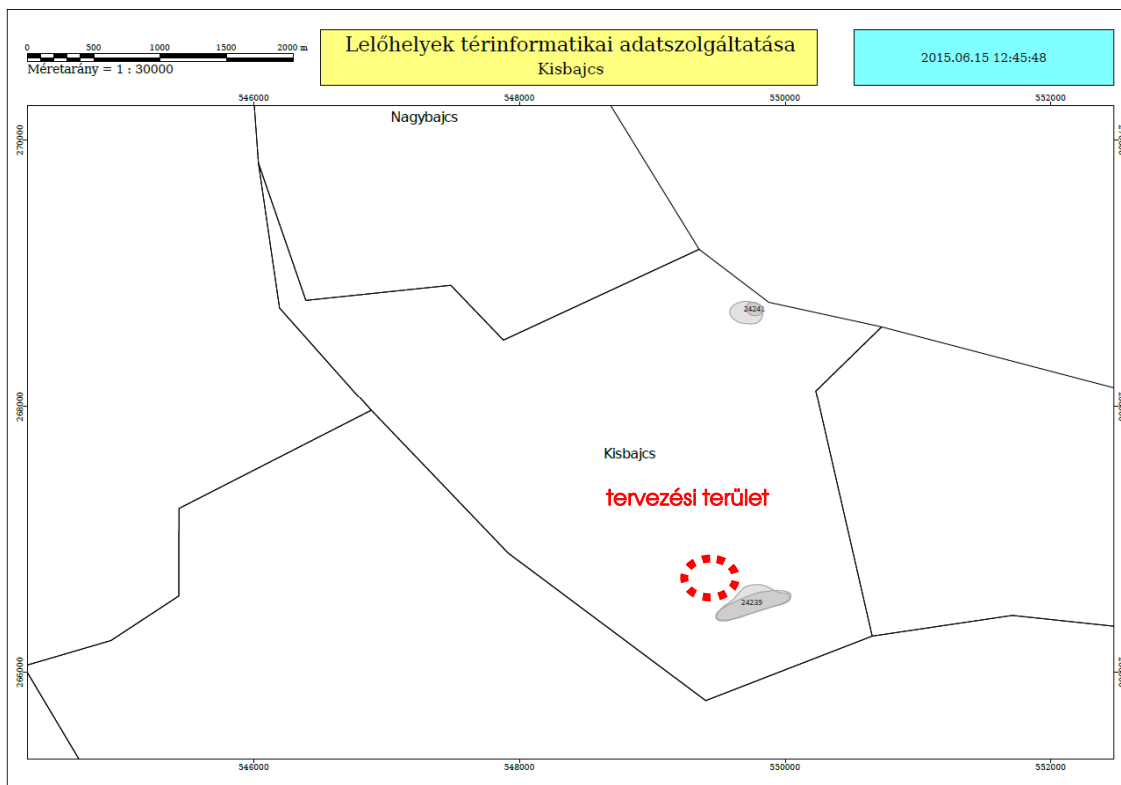 0 500 1000 1500 2000 m
Méretarány = 1 : 30000
Lelőhelyek térinformatikai adatszolgáltatása
Kisbajcs
2015.06.15 12:45:48
546000 548000 550000 552000
270000
Nagybajcs
24241
268000
Kisbajcs
tervezési terület
24239
266000
546000 548000 550000 552000